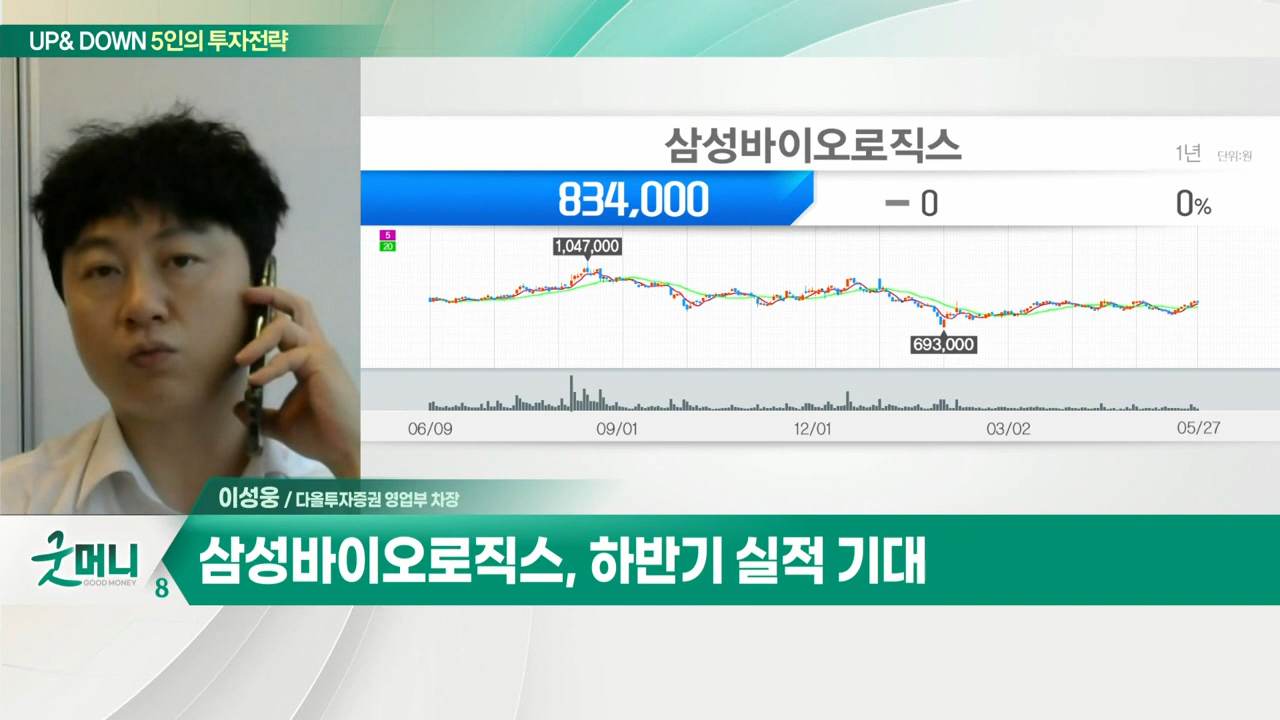 UP& DOWN 5인의 투자전략
삼성바이오로직스
1년 단위:원
834,000
0
0%
5
20
1,047,000
693,000
06/09 09/01 12/01 03/02 05/27
이성웅 / 다올투자증권 영업부 차장
굿머니
GOOD MONEY
8
삼성바이오로직스, 하반기 실적 기대